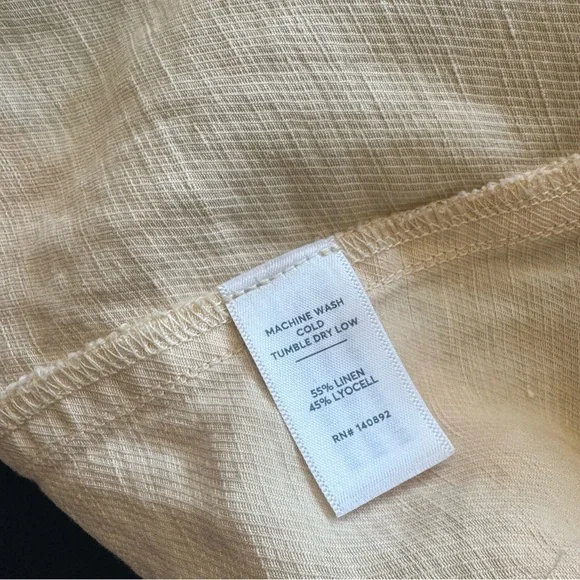 MACHINE WASH
COLD
TUMBLE DRY LOW
55% LINEN
45% LYOCELL
RN# 140892